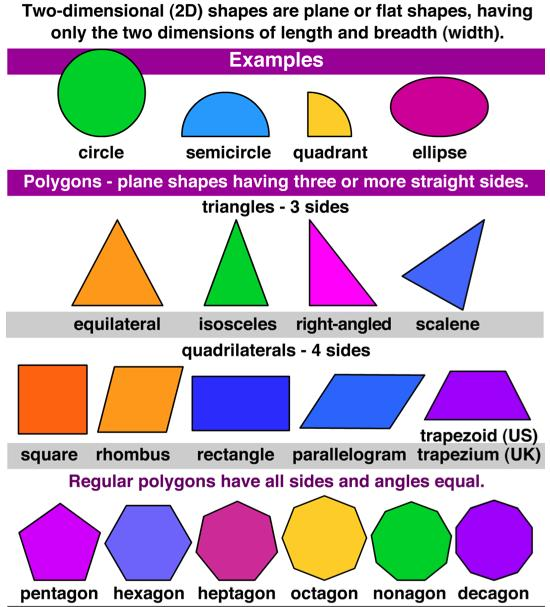 Two-dimensional (2D) shapes are plane or flat shapes, having
only the two dimensions of length and breadth (width).
Examples
circle semicircle quadrant ellipse
Polygons - plane shapes having three or more straight sides.
triangles - 3 sides
equilateral isosceles right-angled scalene
quadrilaterals - 4 sides
trapezoid (US)
square rhombus rectangle parallelogram trapezium (UK)
Regular polygons have all sides and angles equal.
pentagon hexagon heptagon octagon nonagon decagon